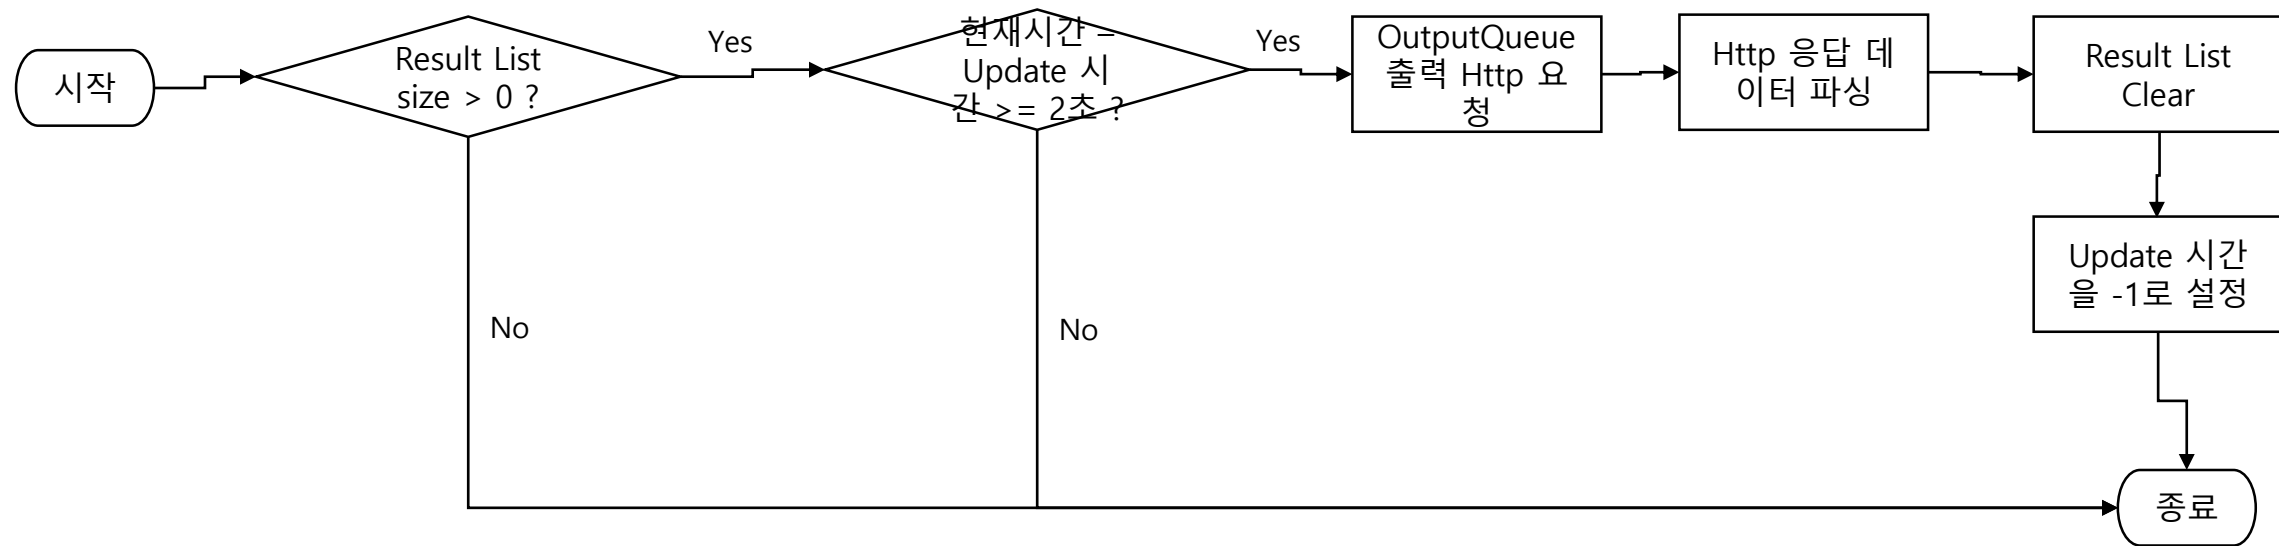 시작
Result List
size > 0 ?
Yes
현재시간 –
Update 시
간 >= 2초 ?
Yes
OutputQueue
출력 Http 요
청
Http 응답 데
이터 파싱
Result List
Clear
Update 시간
을 -1로 설정
No
No
종료